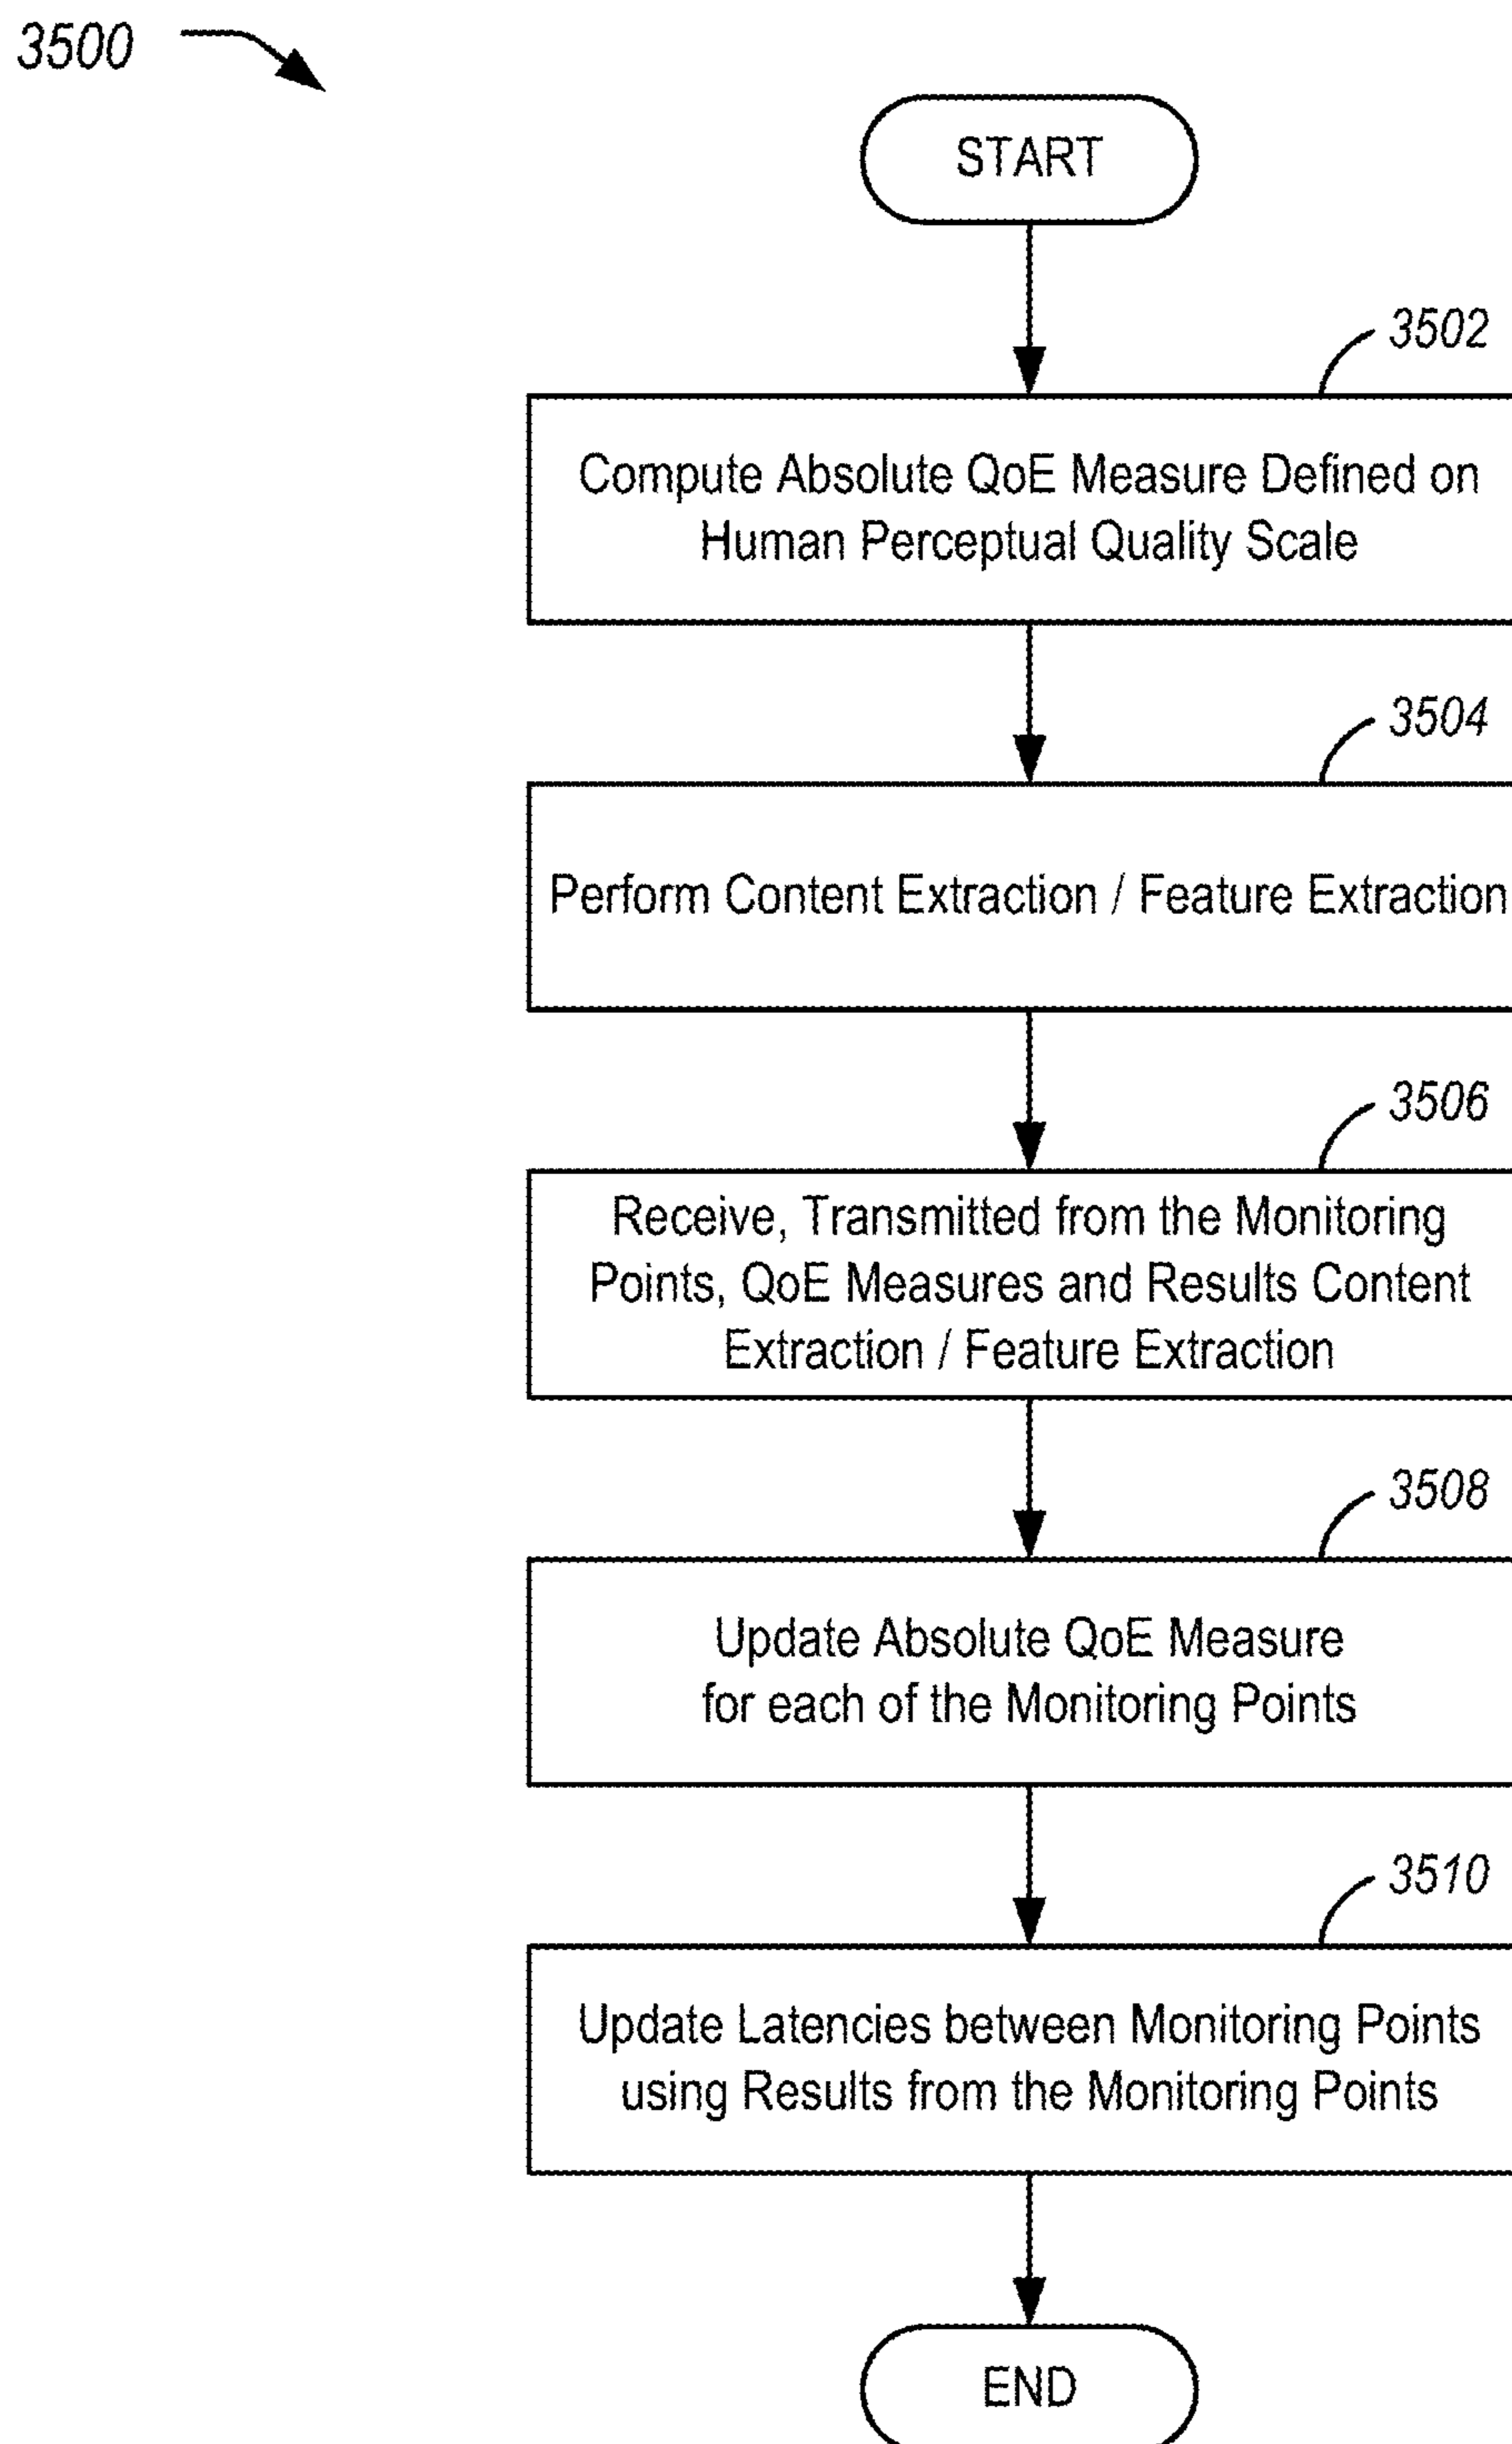 3500
START
3502
Compute Absolute QoE Measure Defined on
Human Perceptual Quality Scale
3504
Perform Content Extraction / Feature Extraction
3506
Receive, Transmitted from the Monitoring
Points, QoE Measures and Results Content
Extraction / Feature Extraction
3508
Update Absolute QoE Measure
for each of the Monitoring Points
3510
Update Latencies between Monitoring Points
using Results from the Monitoring Points
END